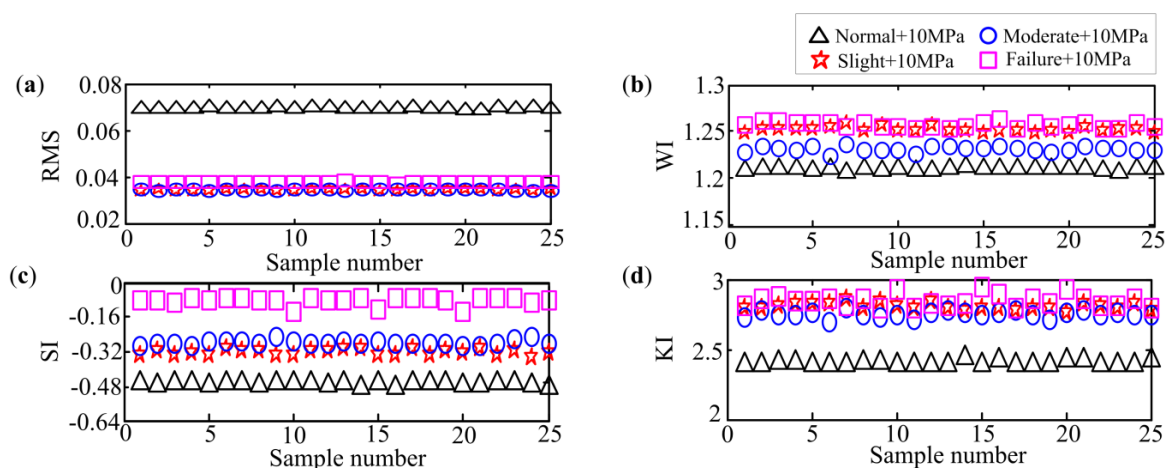 Normal+10MPa Moderate+10MPa
Slight+10MPa Failure+10MPa
(a)
0.08
0.06
0.04
0.02
RMS
0 5 10 15 20 25
Sample number
(b)
1.3
1.25
1.2
1.15
WI
0 5 10 15 20 25
Sample number
(c)
0
-0.16
-0.32
-0.48
-0.64
SI
0 5 10 15 20 25
Sample number
(d)
3
2.5
2
KI
0 5 10 15 20 25
Sample number